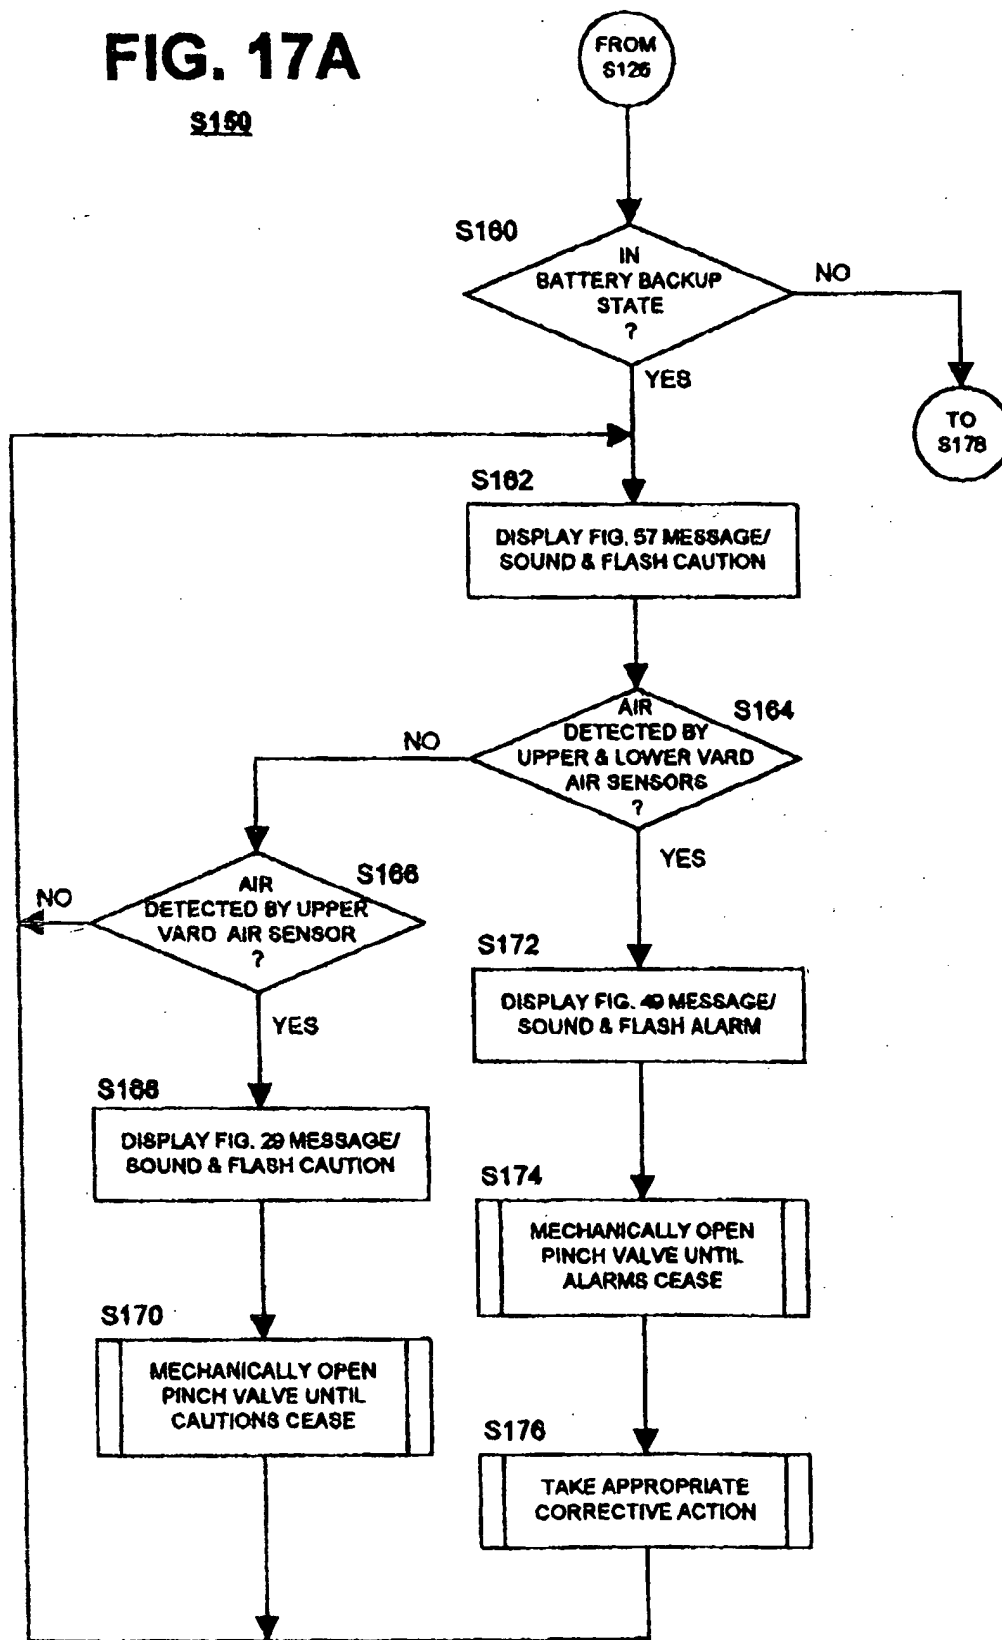 FIG. 17A
S150
FROM
S126
S160
IN
BATTERY BACKUP
STATE
?
NO
YES
TO
S178
S162
DISPLAY FIG. 57 MESSAGE/
SOUND & FLASH CAUTION
S164
AIR
DETECTED BY
UPPER & LOWER VARD
AIR SENSORS
?
NO
YES
S166
AIR
DETECTED BY UPPER
VARD AIR SENSOR
?
NO
YES
S172
DISPLAY FIG. 49 MESSAGE/
SOUND & FLASH ALARM
S168
DISPLAY FIG. 29 MESSAGE/
SOUND & FLASH CAUTION
S174
MECHANICALLY OPEN
PINCH VALVE UNTIL
ALARMS CEASE
S170
MECHANICALLY OPEN
PINCH VALVE UNTIL
CAUTIONS CEASE
S176
TAKE APPROPRIATE
CORRECTIVE ACTION